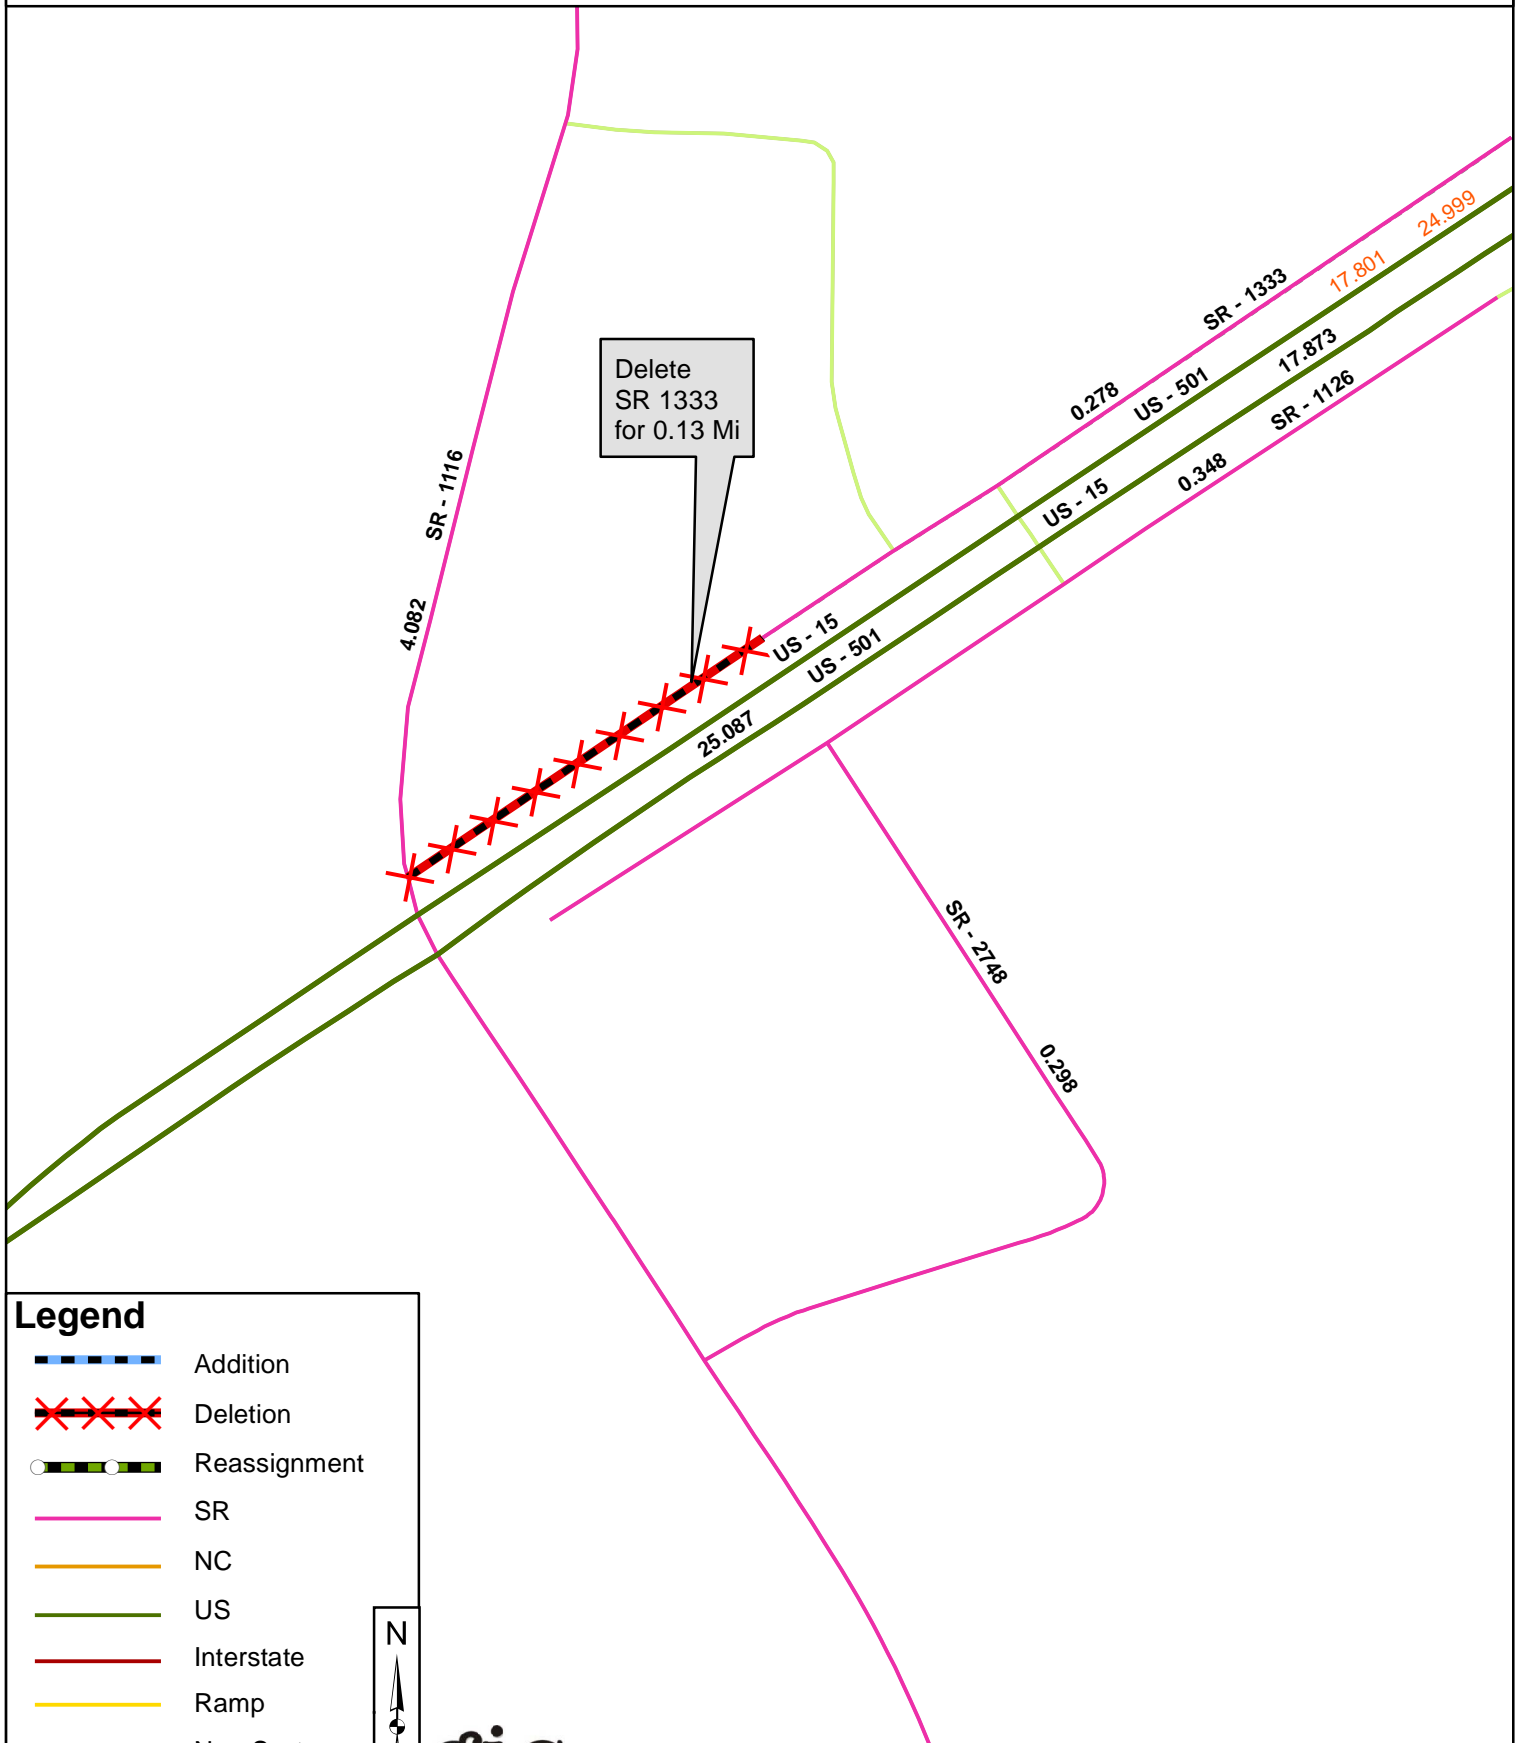 24.999
17.801
SR - 1333
17.873
0.278
US - 501
SR - 1126
Delete
SR 1333
for 0.13 Mi
SR - 1116
US - 15
0.348
4.082
US - 15
US - 501
25.087
SR - 2748
0.298
Legend
Addition
Deletion
Reassignment
SR
NC
US
Interstate
Ramp
N